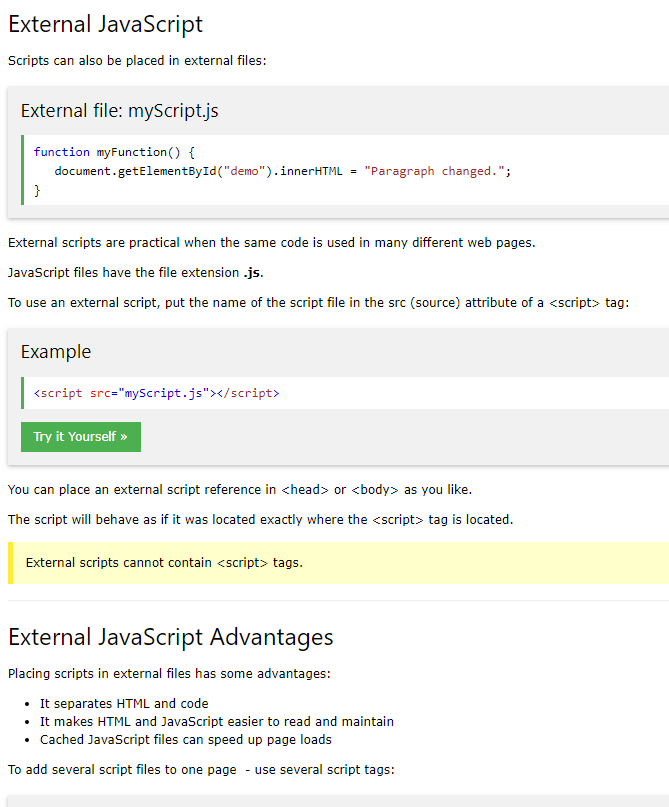 External JavaScript
Scripts can also be placed in external files:
External file: myScript.js
function myFunction() {
   document.getElementById("demo").innerHTML = "Paragraph changed.";
}
External scripts are practical when the same code is used in many different web pages.
JavaScript files have the file extension .js.
To use an external script, put the name of the script file in the src (source) attribute of a <script> tag:
Example
<script src="myScript.js"></script>
Try it Yourself »
You can place an external script reference in <head> or <body> as you like.
The script will behave as if it was located exactly where the <script> tag is located.
External scripts cannot contain <script> tags.
External JavaScript Advantages
Placing scripts in external files has some advantages:
• It separates HTML and code
• It makes HTML and JavaScript easier to read and maintain
• Cached JavaScript files can speed up page loads
To add several script files to one page  - use several script tags: